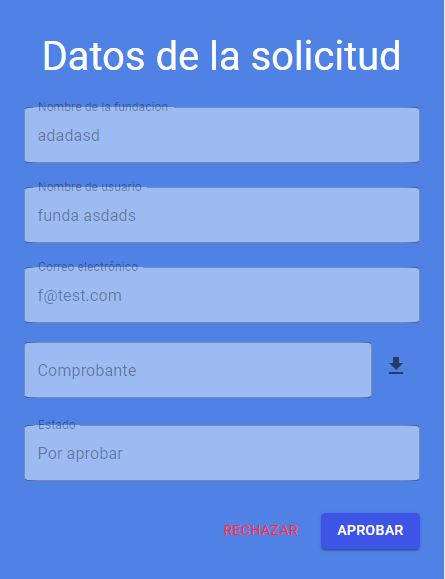 Datos de la solicitud
Nombre de la fundacion
adadasd
Nombre de usuario
funda asdads
Correo electrónico
f@test.com
Comprobante
Estado
Por aprobar
RECHAZAR
APROBAR